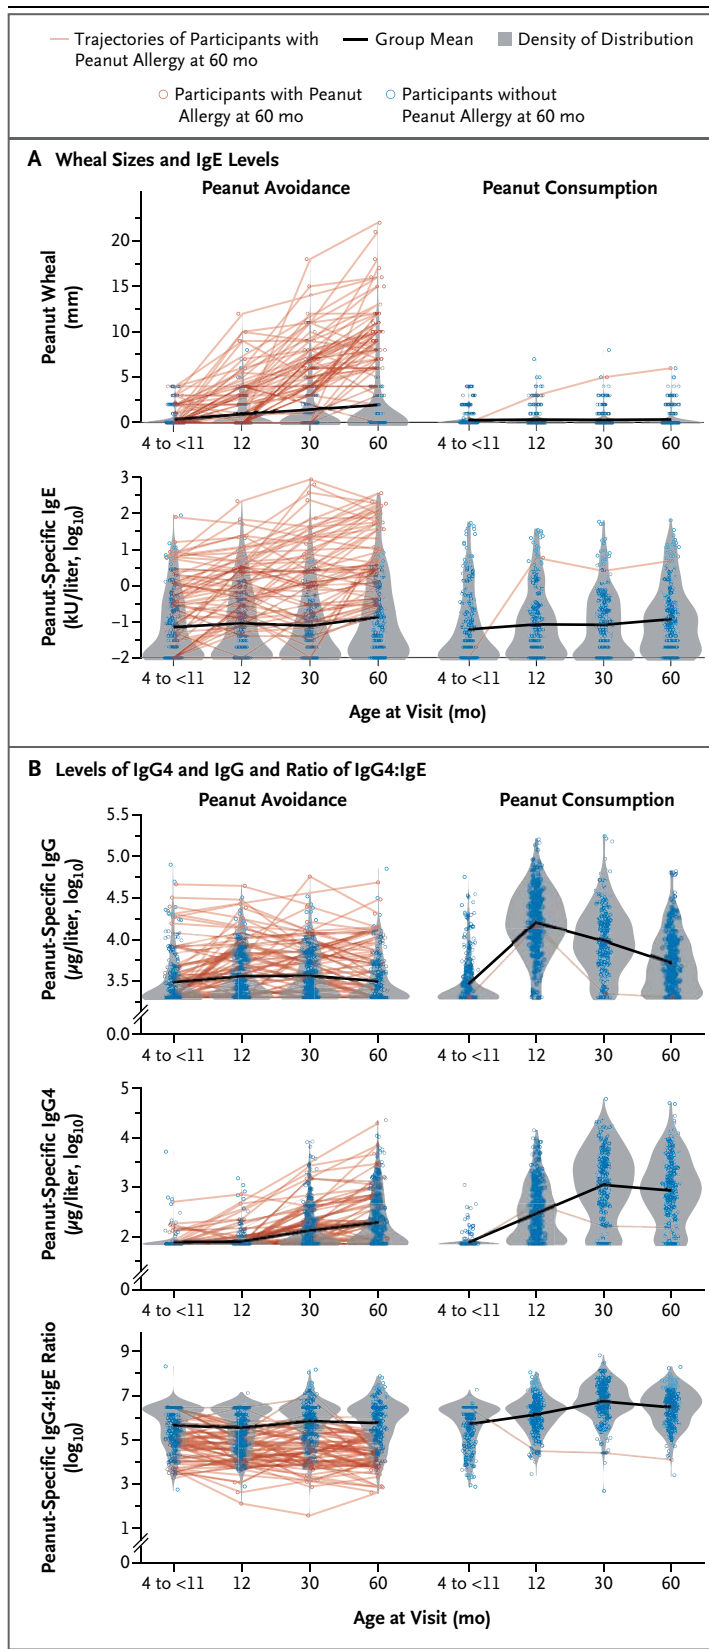 Trajectories of Participants with
Peanut Allergy at 60 mo
Group Mean
Density of Distribution
Participants with Peanut
Allergy at 60 mo
Participants without
Peanut Allergy at 60 mo
A Wheal Sizes and IgE Levels
Peanut Avoidance
Peanut Consumption
Peanut Wheal
(mm)
20
15
10
5
0
4 to <11 12 30 60
4 to <11 12 30 60
Peanut-Specific IgE
(kU/liter, log10)
3
2
1
0
−1
−2
4 to <11 12 30 60
4 to <11 12 30 60
Age at Visit (mo)
B Levels of IgG4 and IgG and Ratio of IgG4:IgE
Peanut Avoidance
Peanut Consumption
Peanut-Specific IgG
(µg/liter, log10)
5.5
5.0
4.5
4.0
3.5
0.0
4 to <11 12 30 60
4 to <11 12 30 60
Peanut-Specific IgG4
(µg/liter, log10)
5
4
3
2
0
4 to <11 12 30 60
4 to <11 12 30 60
Peanut-Specific IgG4:IgE Ratio
(log10)
9
7
5
3
1
0
4 to <11 12 30 60
4 to <11 12 30 60
Age at Visit (mo)